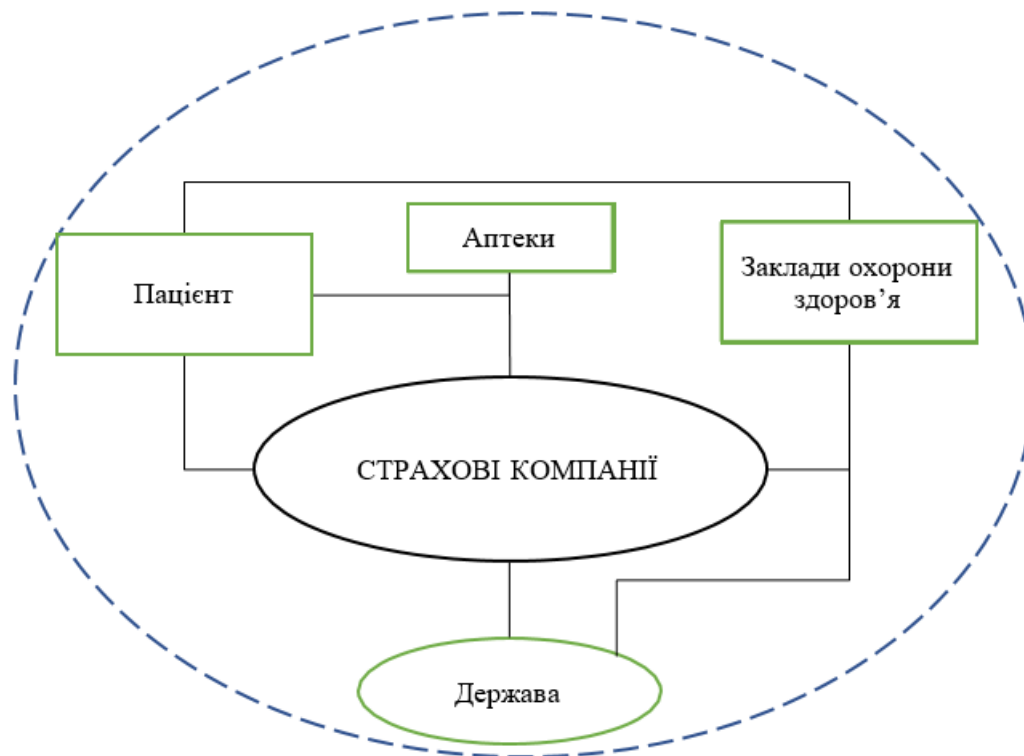 Аптеки
Пацієнт
Заклади охорони
здоров’я
СТРАХОВІ КОМПАНІЇ
Держава